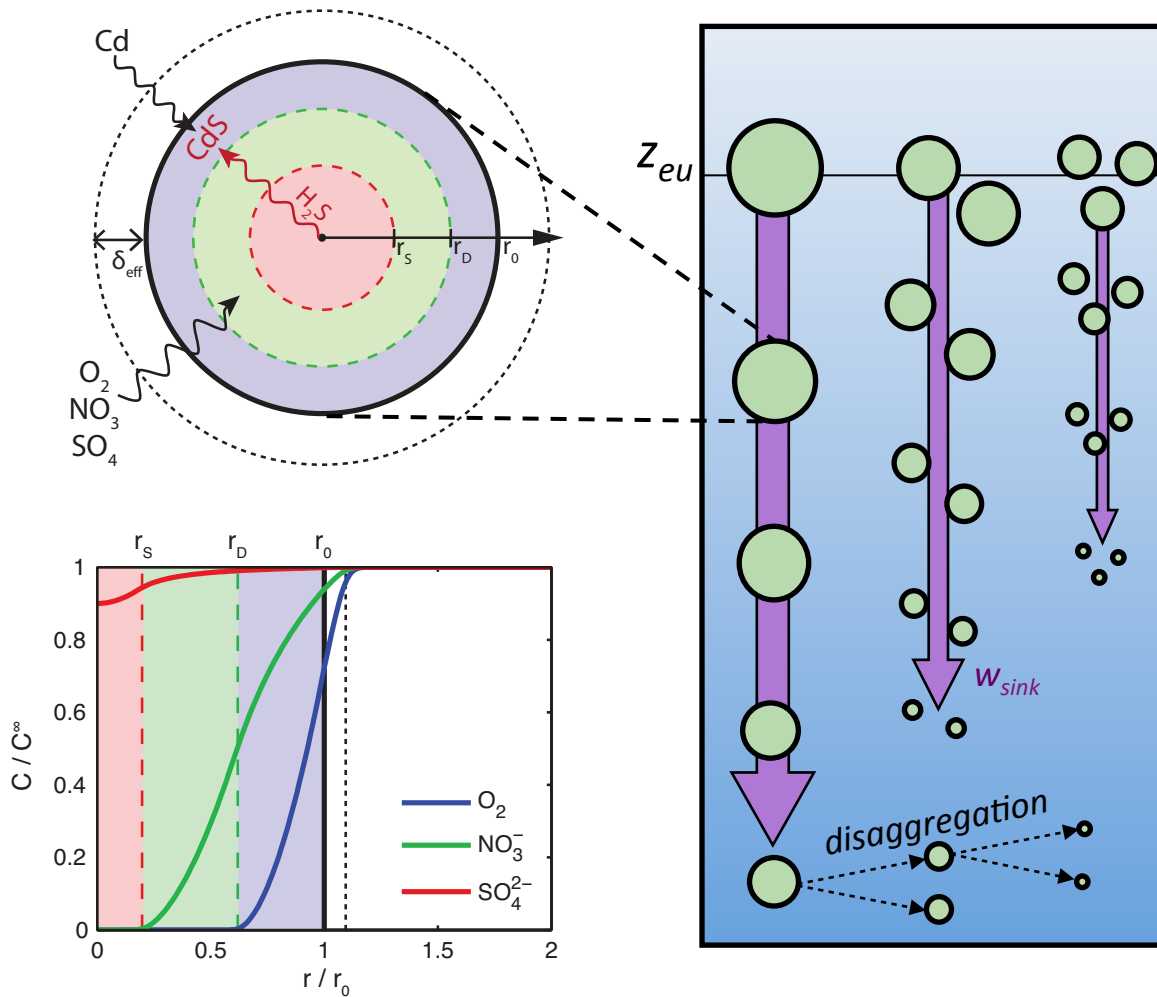 Cd
CdS
H₂S
δeff
rS
rD
r0
O₂
NO₃
SO₄
rS
rD
r0
1
0.8
0.6
0.4
0.2
0
C / C∞
0
0.5
1
1.5
2
r / r0
O₂
NO₃⁻
SO₄²⁻
zeu
wsink
disaggregation